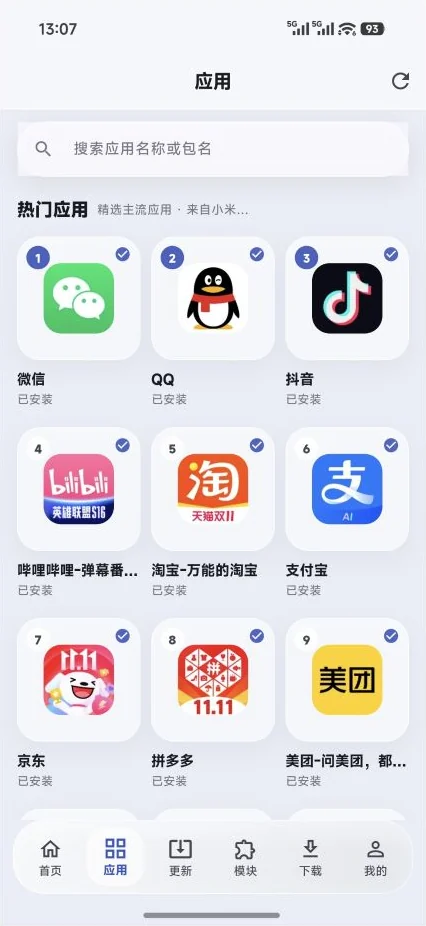 13:07
5G 5G 93
应用
搜索应用名称或包名
热门应用 精选主流应用 · 来自小米...
1 2 3
微信 QQ 抖音
已安装 已安装 已安装
4 5 6
bilibili 淘 支
英雄联盟S16 天猫双11 AI
哔哩哔哩-弹幕番... 淘宝-万能的淘宝 支付宝
已安装 已安装 已安装
7 8 9
11.11 拼 美团
11.11
京东 拼多多 美团-问美团，都...
已安装 已安装 已安装
首页 应用 更新 模块 下载 我的